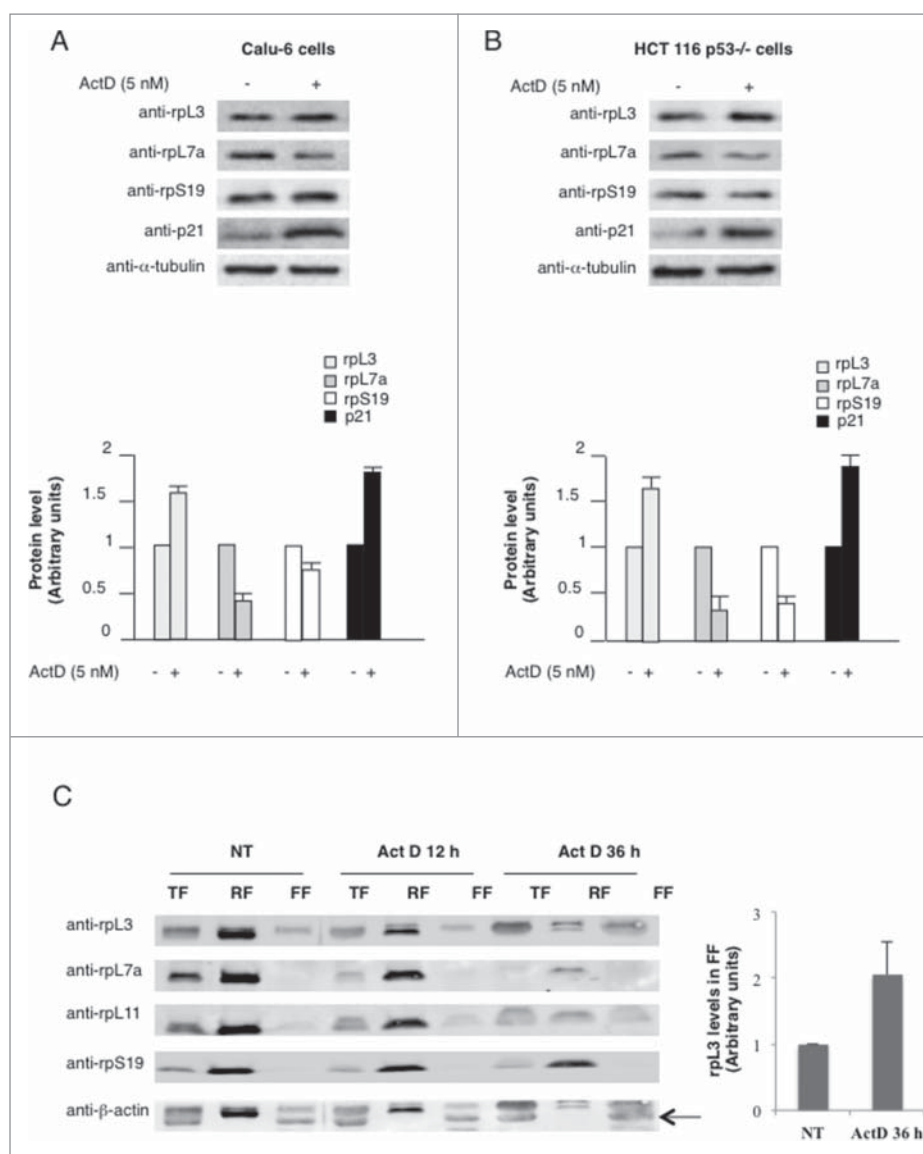 A
Calu-6 cells
ActD (5 nM) - +
anti-rpL3
anti-rpL7a
anti-rpS19
anti-p21
anti-α-tubulin
rpL3
rpL7a
rpS19
p21
Protein level
(Arbitrary units)
2
1.5
1
0.5
0
ActD (5 nM) - + - + - + - +
B
HCT 116 p53-/- cells
ActD (5 nM) - +
anti-rpL3
anti-rpL7a
anti-rpS19
anti-p21
anti-α-tubulin
rpL3
rpL7a
rpS19
p21
Protein level
(Arbitrary units)
2
1.5
1
0.5
0
ActD (5 nM) - + - + - + - +
C
NT Act D 12 h Act D 36 h
TF RF FF TF RF FF TF RF FF
anti-rpL3
anti-rpL7a
anti-rpL11
anti-rpS19
anti-β-actin
rpL3 levels in FF
(Arbitrary units)
3
2
1
0
NT ActD 36 h